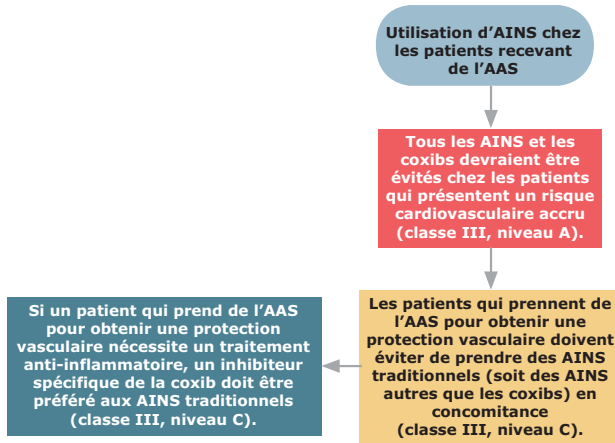 Utilisation d’AINS chez
les patients recevant
de l’AAS
Tous les AINS et les
coxibs devraient être
évités chez les patients
qui présentent un risque
cardiovasculaire accru
(classe III, niveau A).
Les patients qui prennent de
l’AAS pour obtenir une
protection vasculaire doivent
éviter de prendre des AINS
traditionnels (soit des AINS
autres que les coxibs) en
concomitance
(classe III, niveau C).
Si un patient qui prend de l’AAS
pour obtenir une protection
vasculaire nécessite un traitement
anti-inflammatoire, un inhibiteur
spécifique de la coxib doit être
préféré aux AINS traditionnels
(classe III, niveau C).